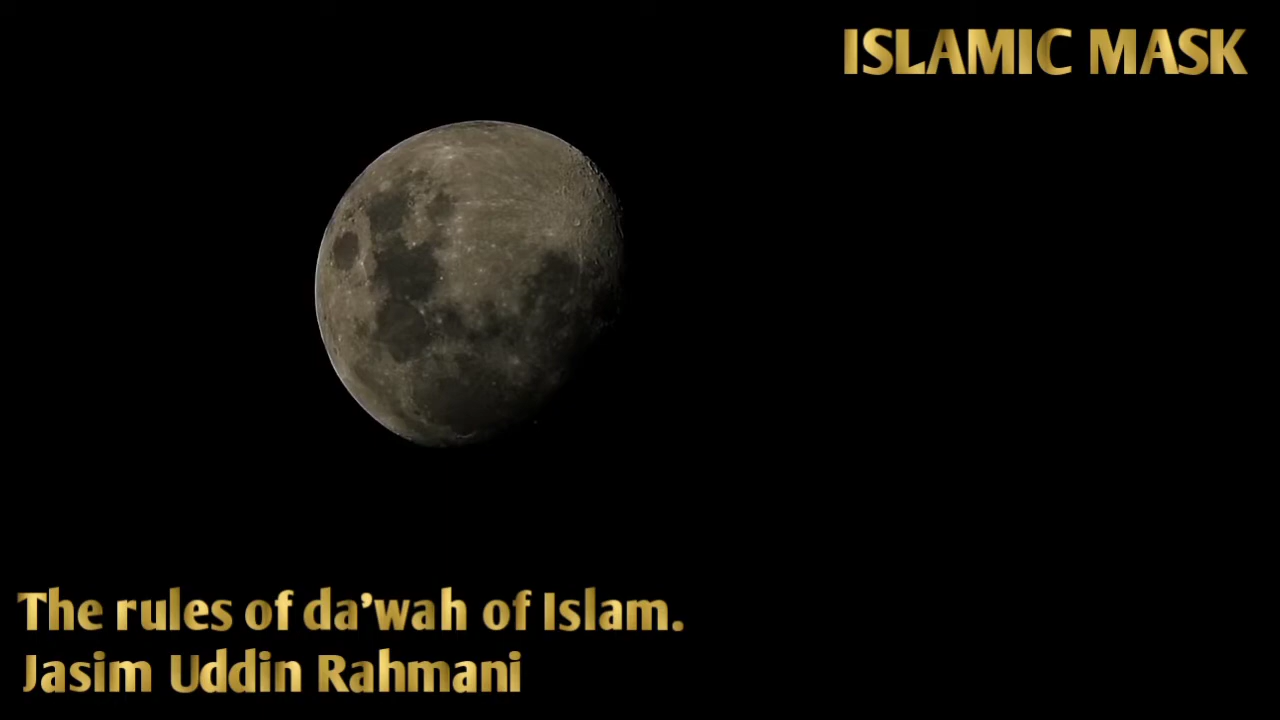 ISLAMIC MASK
The rules of da'wah of Islam.
Jasim Uddin Rahmani